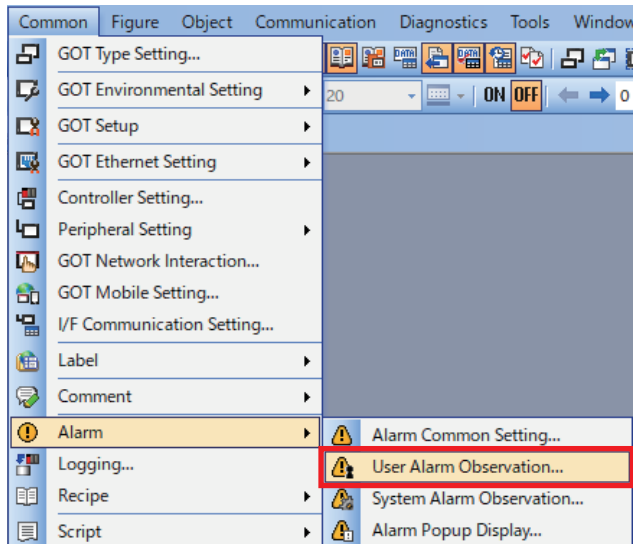 Common Figure Object Communication Diagnostics Tools Window
GOT Type Setting...
GOT Environmental Setting
20 ON OFF 0
GOT Setup
GOT Ethernet Setting
Controller Setting...
Peripheral Setting
GOT Network Interaction...
GOT Mobile Setting...
I/F Communication Setting...
Label
Comment
Alarm
Alarm Common Setting...
Logging...
User Alarm Observation...
Recipe
System Alarm Observation...
Script
Alarm Popup Display...